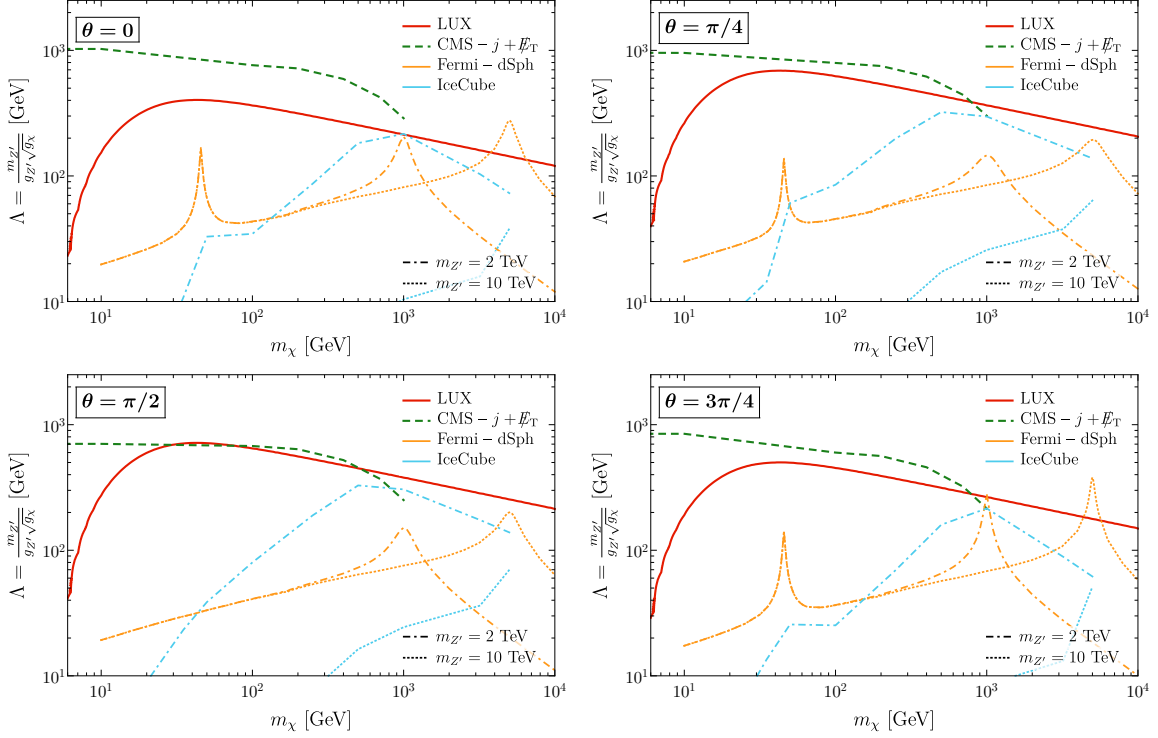 θ = 0
LUX
CMS − j + E̸_T
Fermi − dSph
IceCube
m_Z′ = 2 TeV
m_Z′ = 10 TeV
Λ = m_Z′ / (g_Z′ √g_χ) [GeV]
10^3
10^2
10^1
10^1 10^2 10^3 10^4
m_χ [GeV]
θ = π/4
LUX
CMS − j + E̸_T
Fermi − dSph
IceCube
m_Z′ = 2 TeV
m_Z′ = 10 TeV
Λ = m_Z′ / (g_Z′ √g_χ) [GeV]
10^3
10^2
10^1
10^1 10^2 10^3 10^4
m_χ [GeV]
θ = π/2
LUX
CMS − j + E̸_T
Fermi − dSph
IceCube
m_Z′ = 2 TeV
m_Z′ = 10 TeV
Λ = m_Z′ / (g_Z′ √g_χ) [GeV]
10^3
10^2
10^1
10^1 10^2 10^3 10^4
m_χ [GeV]
θ = 3π/4
LUX
CMS − j + E̸_T
Fermi − dSph
IceCube
m_Z′ = 2 TeV
m_Z′ = 10 TeV
Λ = m_Z′ / (g_Z′ √g_χ) [GeV]
10^3
10^2
10^1
10^1 10^2 10^3 10^4
m_χ [GeV]